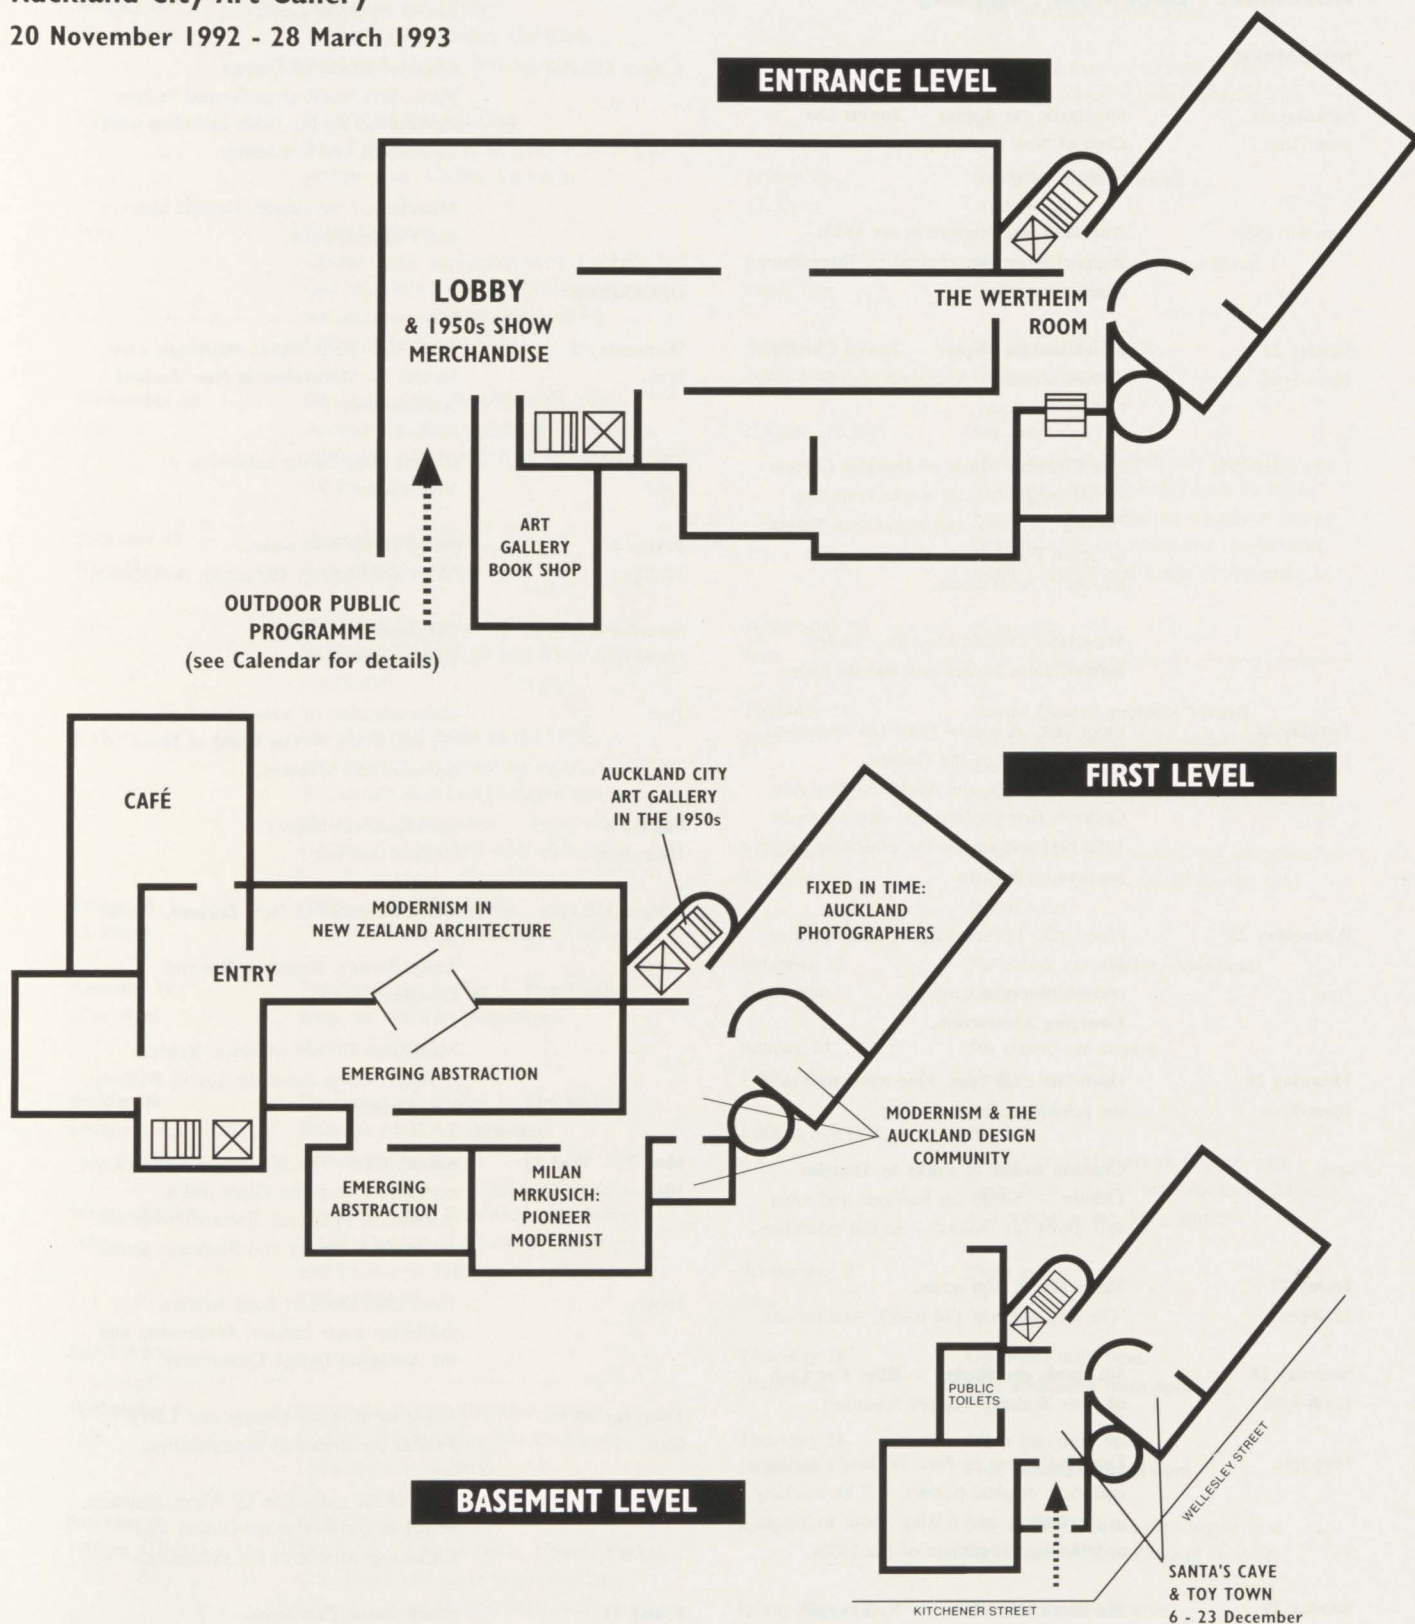 Auckland City Art Gallery
20 November 1992 - 28 March 1993
ENTRANCE LEVEL
LOBBY
& 1950s SHOW
MERCHANDISE
THE WERTHEIM
ROOM
ART
GALLERY
BOOK SHOP
OUTDOOR PUBLIC
PROGRAMME
(see Calendar for details)
FIRST LEVEL
CAFÉ
AUCKLAND CITY
ART GALLERY
IN THE 1950s
MODERNISM IN
NEW ZEALAND ARCHITECTURE
FIXED IN TIME:
AUCKLAND
PHOTOGRAPHERS
ENTRY
EMERGING ABSTRACTION
MODERNISM & THE
AUCKLAND DESIGN
COMMUNITY
EMERGING
ABSTRACTION
MILAN
MRKUSICH:
PIONEER
MODERNIST
BASEMENT LEVEL
PUBLIC
TOILETS
WELLESLEY STREET
KITCHENER STREET
SANTA'S CAVE
& TOY TOWN
6 - 23 December